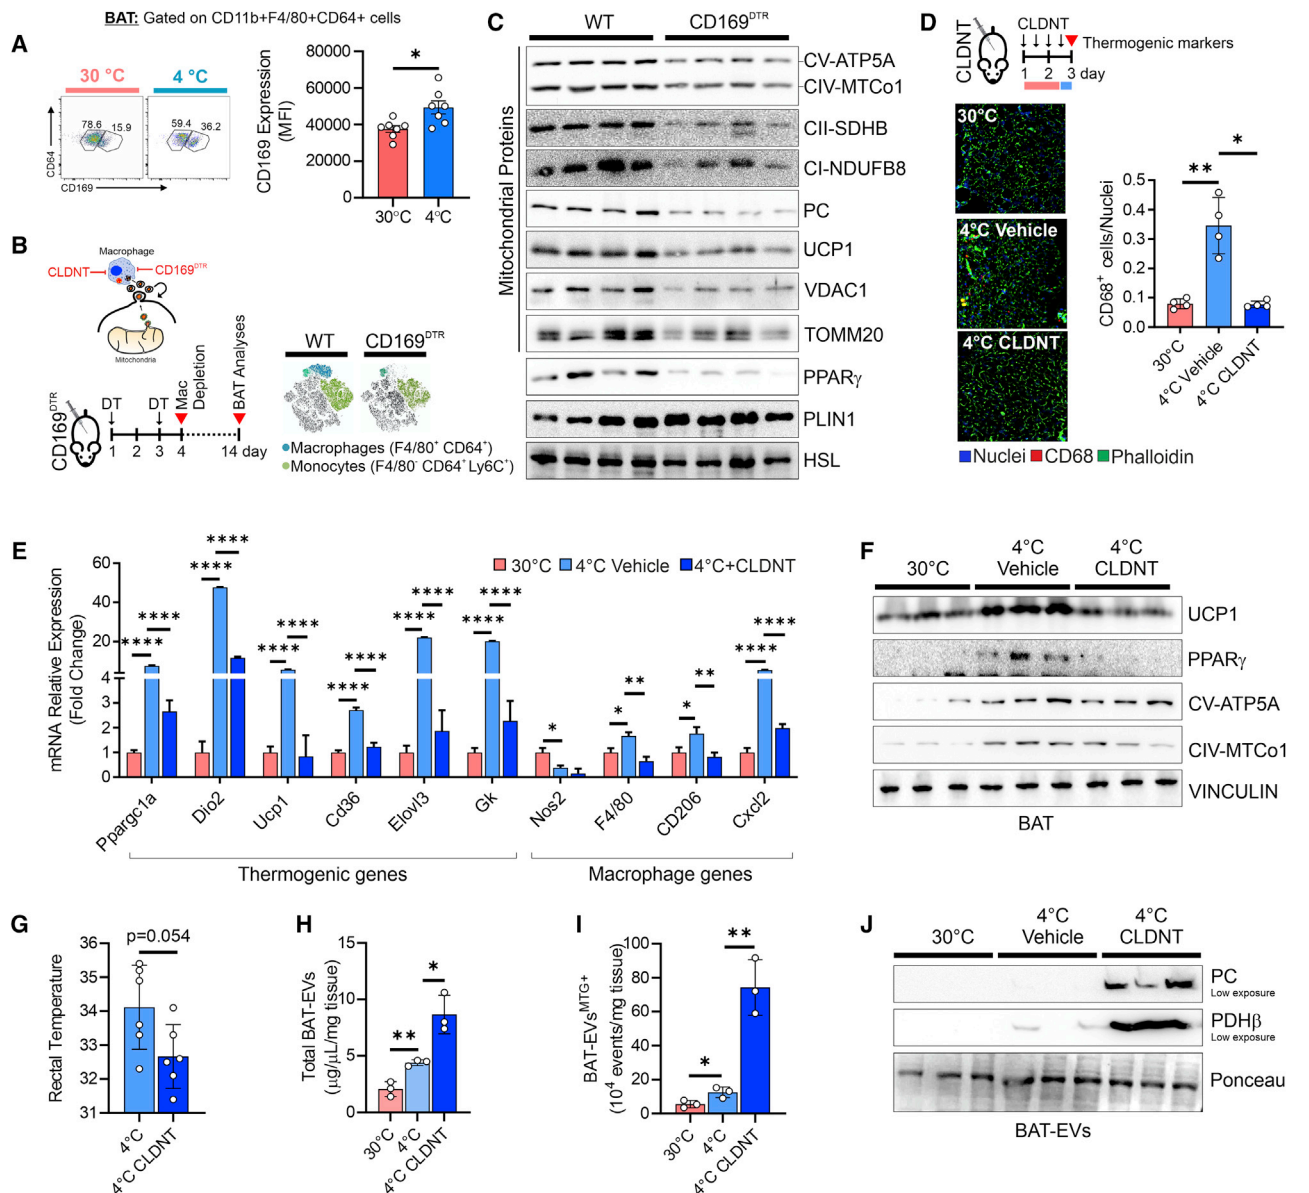 BAT: Gated on CD11b+F4/80+CD64+ cells
A
30 °C
4 °C
78.6
15.9
59.4
36.2
CD64
CD169
CD169 Expression
(MFI)
80000
60000
40000
20000
0
*
30°C
4°C
B
Macrophage
CLDNT
CD169DTR
Mitochondria
CD169DTR
DT
DT
Mac
Depletion
BAT Analyses
1
2
3
4
14 day
WT
CD169DTR
Macrophages (F4/80+ CD64+)
Monocytes (F4/80- CD64+ Ly6C+)
C
WT
CD169DTR
Mitochondrial Proteins
CV-ATP5A
CIV-MTCo1
CII-SDHB
CI-NDUFB8
PC
UCP1
VDAC1
TOMM20
PPARγ
PLIN1
HSL
D
CLDNT
CLDNT
Thermogenic markers
1
2
3 day
30°C
4°C Vehicle
4°C CLDNT
Nuclei
CD68
Phalloidin
CD68+ cells/Nuclei
0.5
0.4
0.3
0.2
0.1
0.0
**
*
30°C
4°C Vehicle
4°C CLDNT
E
mRNA Relative Expression
(Fold Change)
60
40
20
4
3
2
1
0
30°C
4°C Vehicle
4°C+CLDNT
****
****
****
****
****
****
****
****
****
****
****
****
*
*
**
*
**
****
****
Ppargc1a
Dio2
Ucp1
Cd36
Elovl3
Gk
Nos2
F4/80
CD206
Cxcl2
Thermogenic genes
Macrophage genes
F
30°C
4°C
Vehicle
4°C
CLDNT
UCP1
PPARγ
CV-ATP5A
CIV-MTCo1
VINCULIN
BAT
G
Rectal Temperature
36
35
34
33
32
31
p=0.054
4°C
4°C CLDNT
H
Total BAT-EVs
(μg/μL/mg tissue)
15
10
5
0
**
*
30°C
4°C
4°C CLDNT
I
BAT-EVsMTG+
(10⁴ events/mg tissue)
100
80
60
40
20
0
*
**
30°C
4°C
4°C CLDNT
J
30°C
4°C
Vehicle
4°C
CLDNT
PC
Low exposure
PDHβ
Low exposure
Ponceau
BAT-EVs